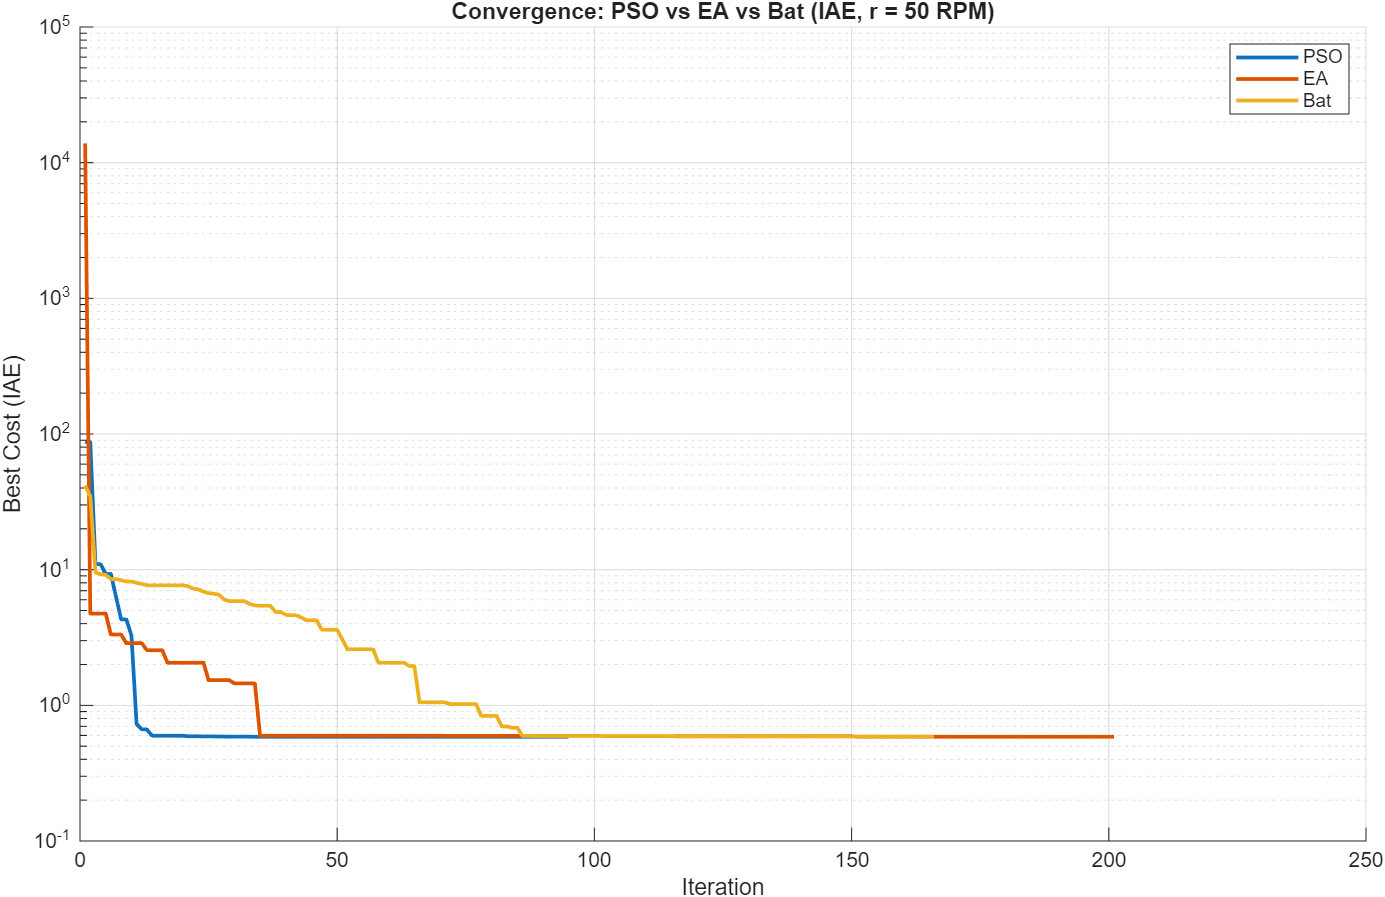 Convergence: PSO vs EA vs Bat (IAE, r = 50 RPM)
PSO
EA
Bat
Best Cost (IAE)
10^5
10^4
10^3
10^2
10^1
10^0
10^-1
0 50 100 150 200 250
Iteration